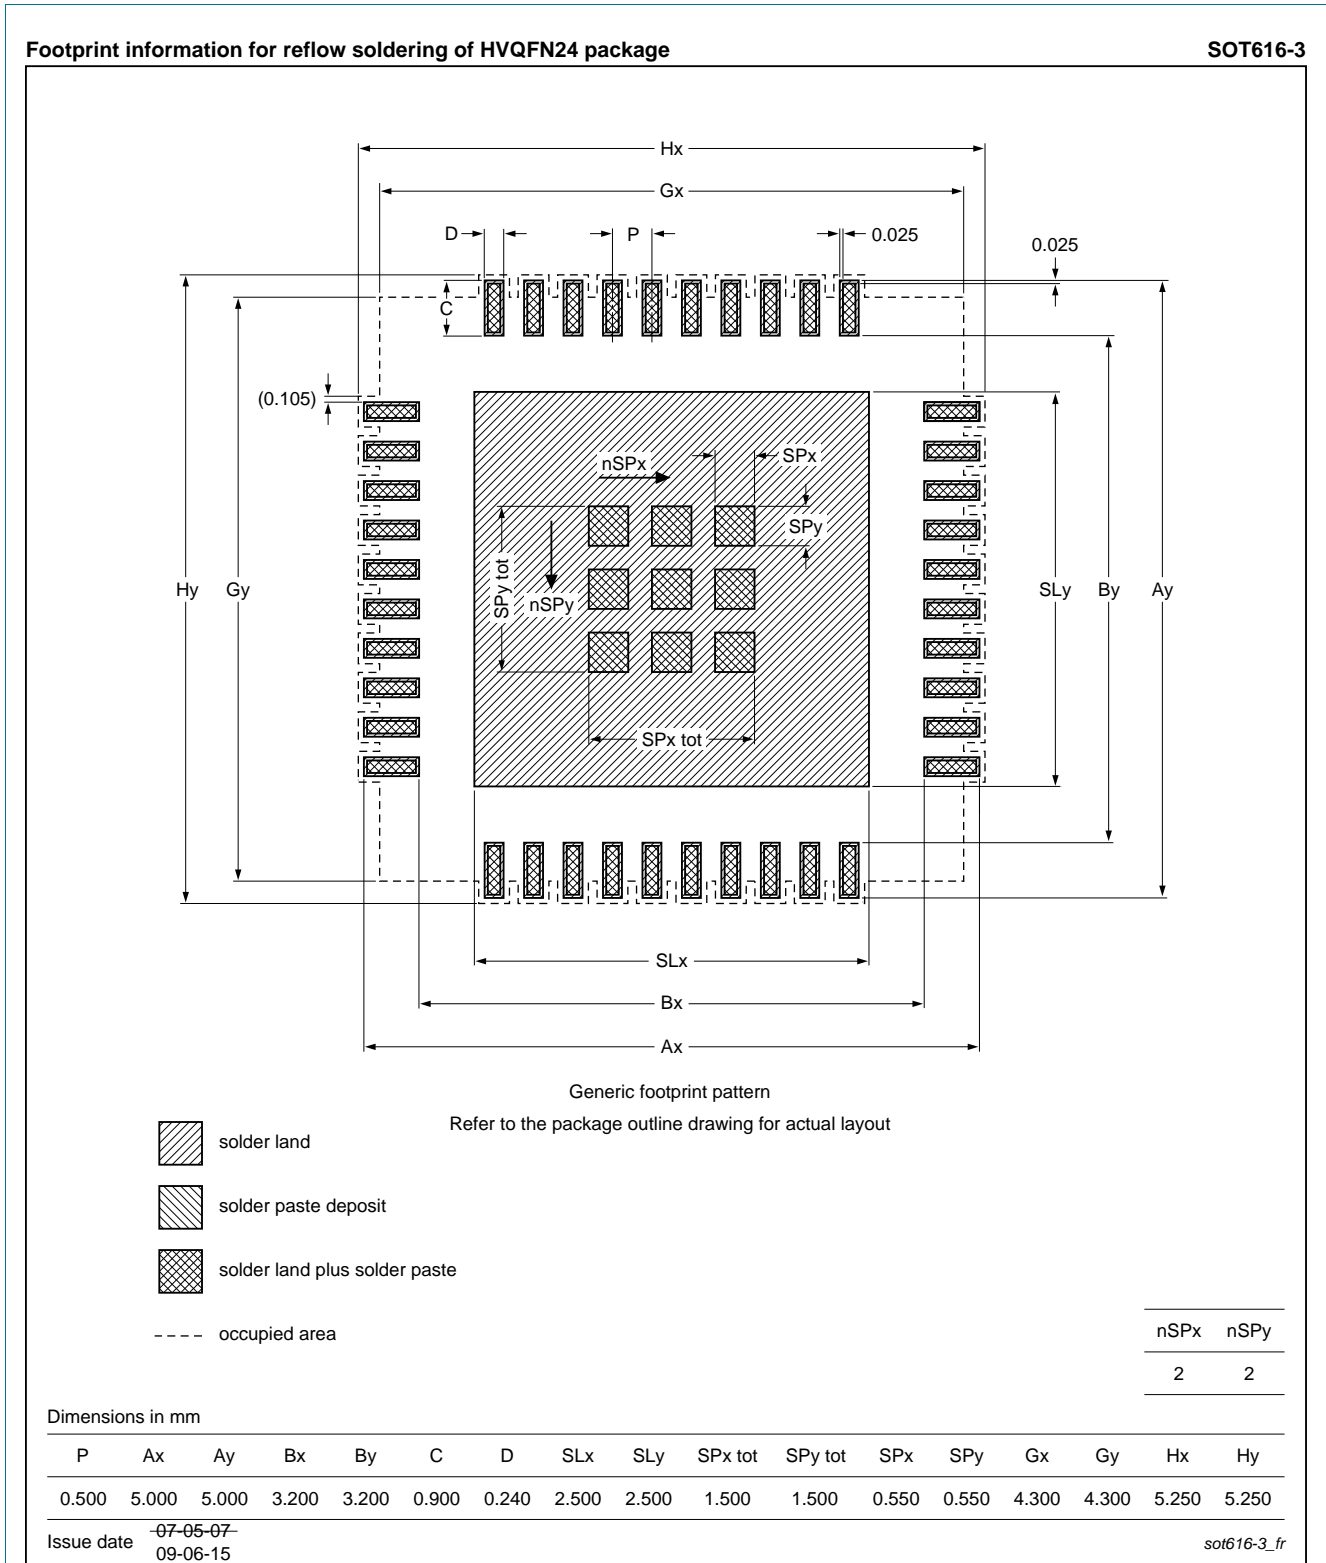 Footprint information for reflow soldering of HVQFN24 package SOT616-3
Hx
Gx
D P 0.025
0.025
C
(0.105)
nSPx SPx
SPy
SPy tot
nSPy
Hy Gy SLy By Ay
SPx tot
SLx
Bx
Ax
Generic footprint pattern
Refer to the package outline drawing for actual layout
solder land
solder paste deposit
solder land plus solder paste
occupied area
nSPx nSPy
2 2
Dimensions in mm
P Ax Ay Bx By C D SLx SLy SPx tot SPy tot SPx SPy Gx Gy Hx Hy
0.500 5.000 5.000 3.200 3.200 0.900 0.240 2.500 2.500 1.500 1.500 0.550 0.550 4.300 4.300 5.250 5.250
Issue date 07-05-07
09-06-15
sot616-3_fr